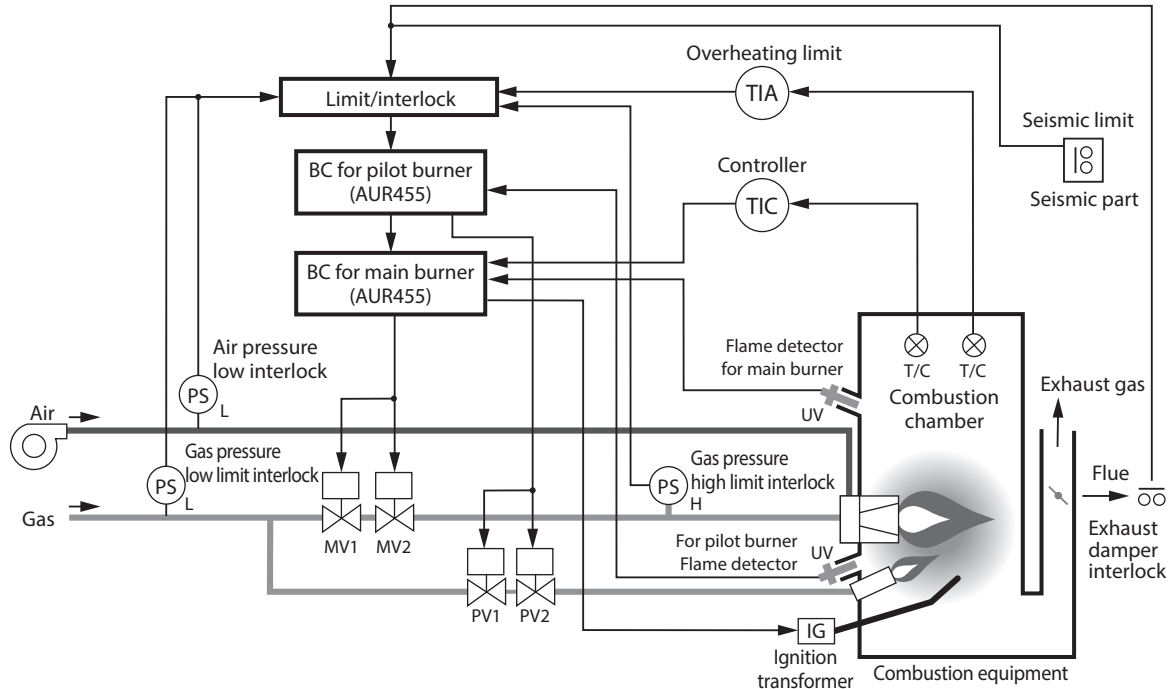 Overheating limit
Limit/interlock
TIA
Seismic limit
Seismic part
BC for pilot burner
(AUR455)
Controller
TIC
BC for main burner
(AUR455)
Air pressure
low interlock
PS
L
Air
Flame detector
for main burner
UV
T/C
T/C
Combustion
chamber
Exhaust gas
Gas pressure
low limit interlock
PS
L
Gas
MV1
MV2
Gas pressure
high limit interlock
PS
H
Flue
Exhaust
damper
interlock
For pilot burner
Flame detector
UV
PV1
PV2
IG
Ignition
transformer
Combustion equipment